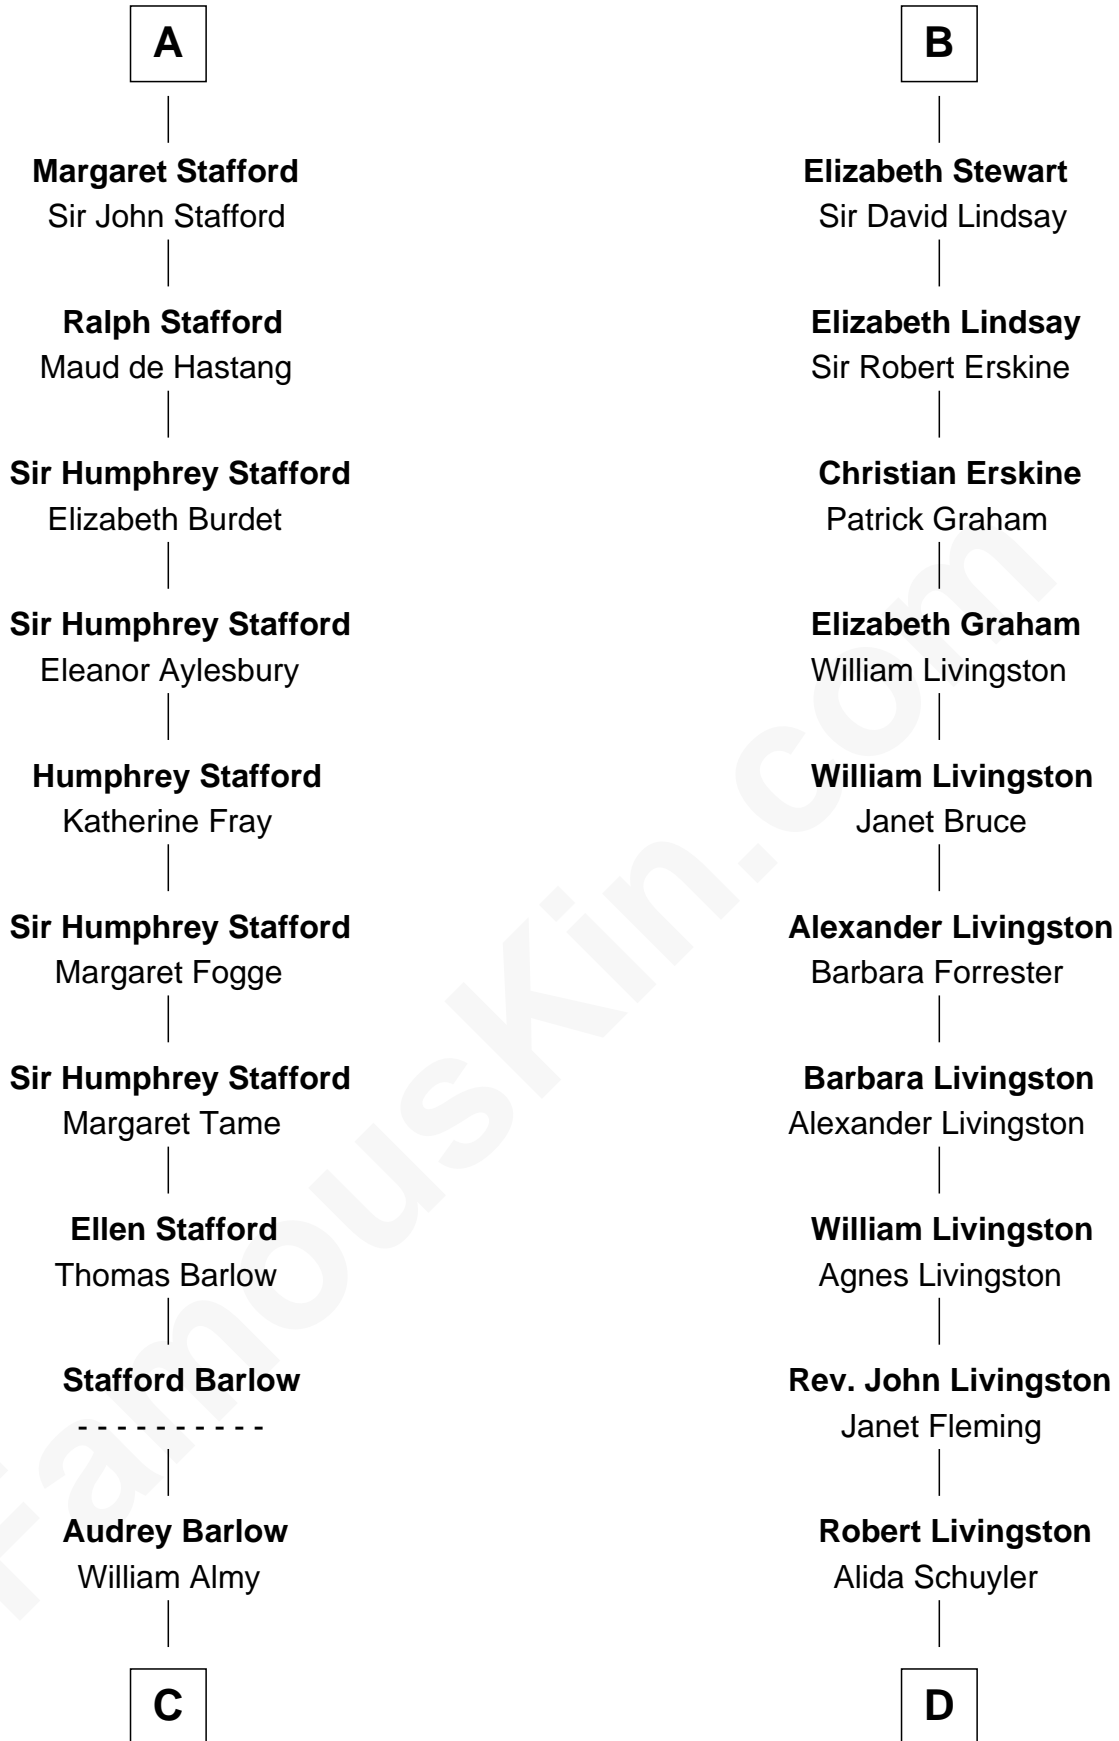 A
Margaret Stafford
Sir John Stafford
Ralph Stafford
Maud de Hastang
Sir Humphrey Stafford
Elizabeth Burdet
Sir Humphrey Stafford
Eleanor Aylesbury
Humphrey Stafford
Katherine Fray
Sir Humphrey Stafford
Margaret Fogge
Sir Humphrey Stafford
Margaret Tame
Ellen Stafford
Thomas Barlow
Stafford Barlow
- - - - - - - - - -
Audrey Barlow
William Almy
C
B
Elizabeth Stewart
Sir David Lindsay
Elizabeth Lindsay
Sir Robert Erskine
Christian Erskine
Patrick Graham
Elizabeth Graham
William Livingston
William Livingston
Janet Bruce
Alexander Livingston
Barbara Forrester
Barbara Livingston
Alexander Livingston
William Livingston
Agnes Livingston
Rev. John Livingston
Janet Fleming
Robert Livingston
Alida Schuyler
D
FamousKin.com